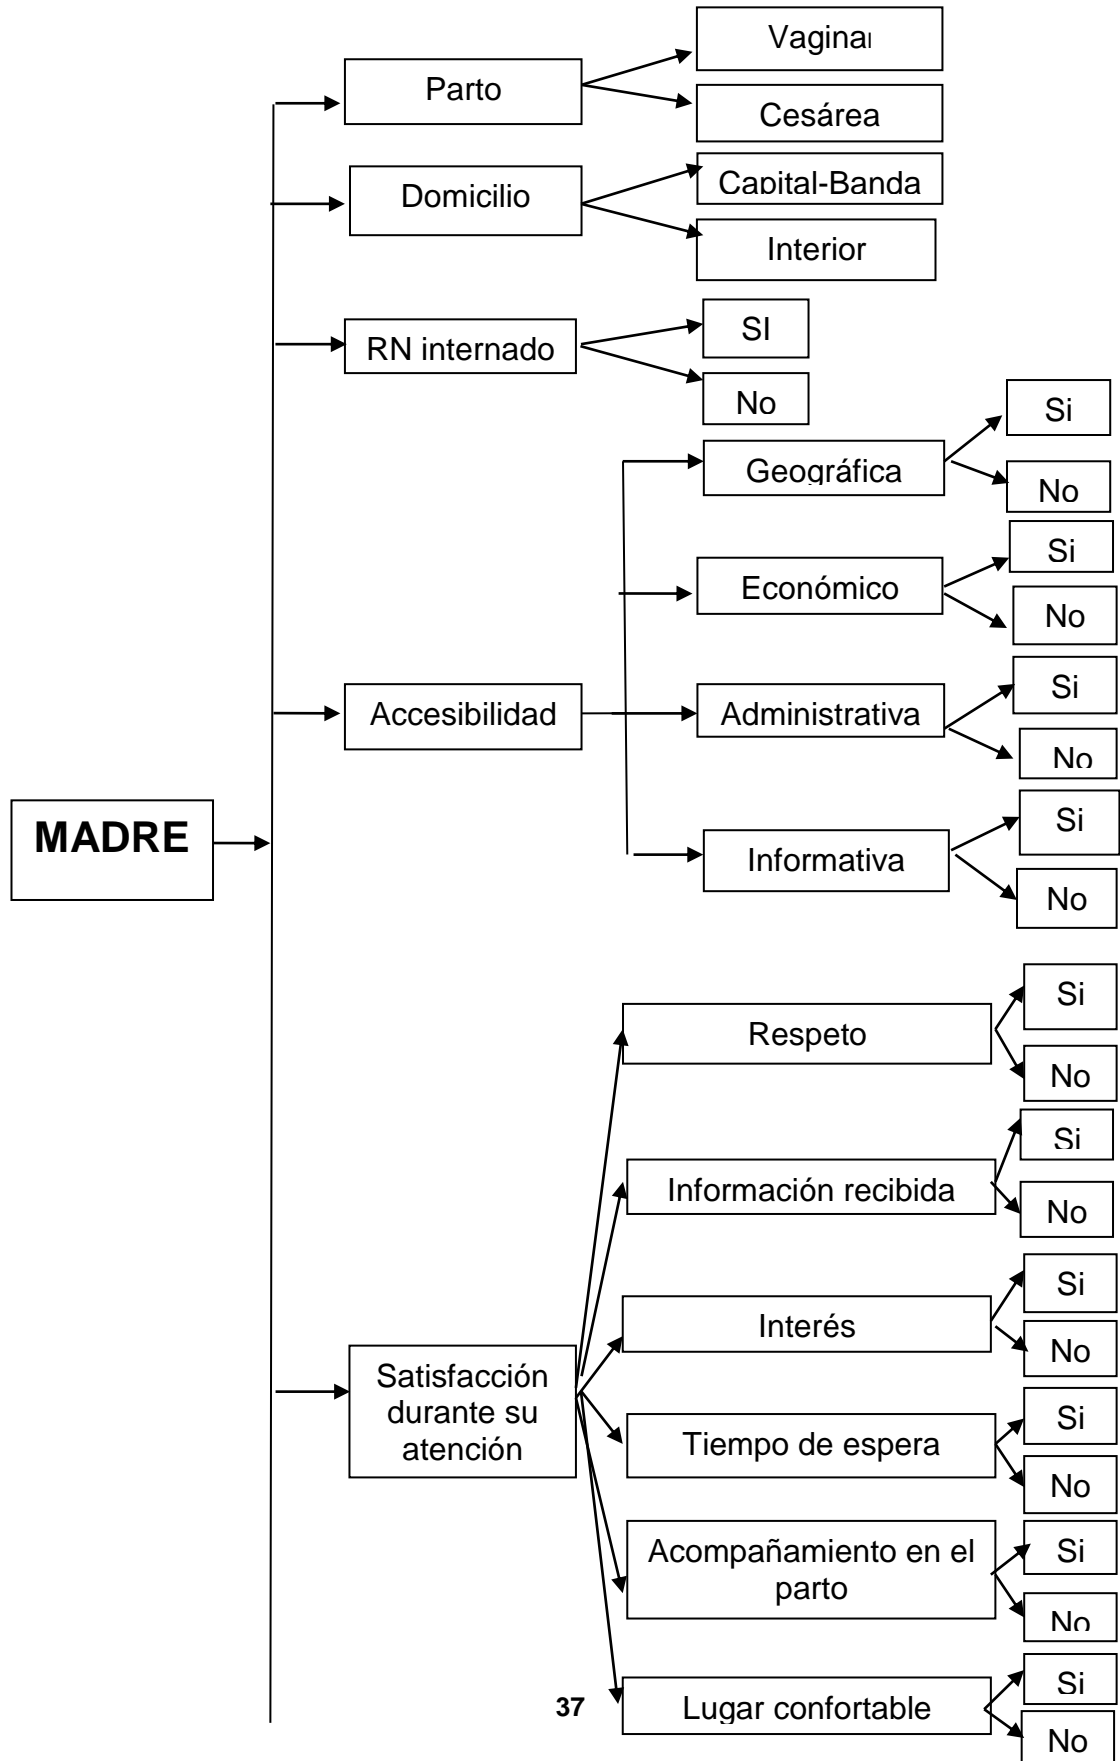 Vaginal
Parto
Cesárea
Capital-Banda
Domicilio
Interior
SI
RN internado
No
Si
Geográfica
No
Si
Económico
No
Si
Accesibilidad
Administrativa
No
MADRE
Si
Informativa
No
Si
Respeto
No
Si
Información recibida
No
Si
Interés
No
Satisfacción
durante su
atención
Si
Tiempo de espera
No
Acompañamiento en el
parto
Si
No
Si
Lugar confortable
No
37